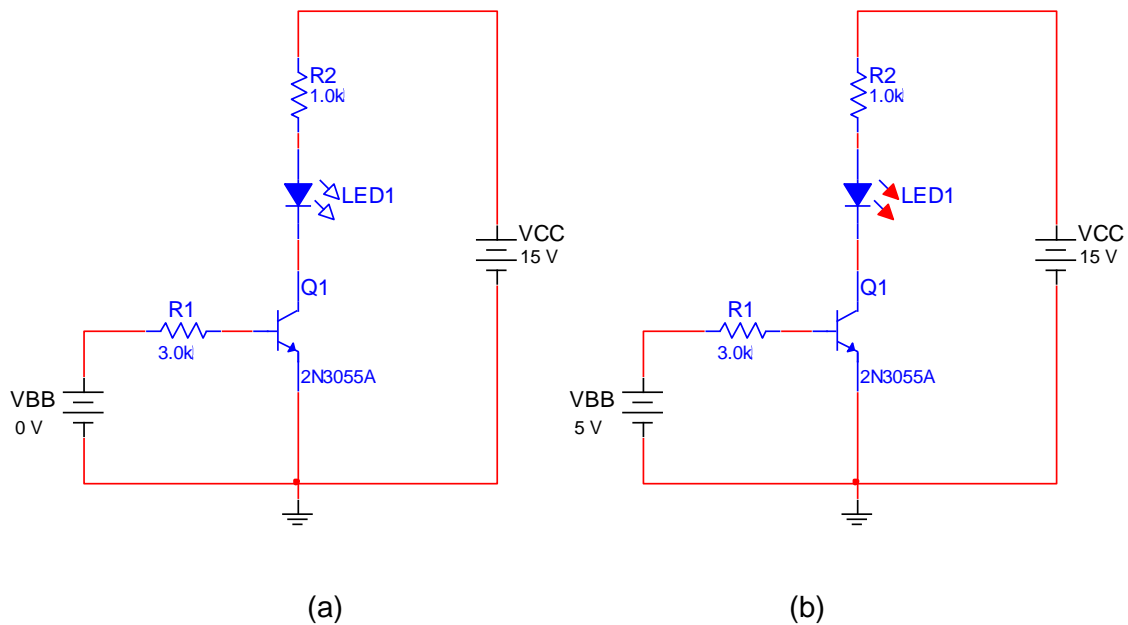 R2
1.0k
LED1
VCC
15 V
Q1
R1
3.0k
2N3055A
VBB
0 V
(a)
R2
1.0k
LED1
VCC
15 V
Q1
R1
3.0k
2N3055A
VBB
5 V
(b)